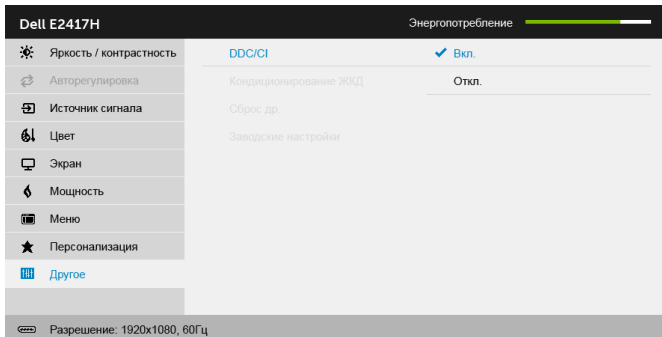 Dell E2417H
Энергопотребление
Яркость / контрастность
DDC/CI
Вкл.
Авторегулировка
Кондиционирование ЖКД
Откл.
Источник сигнала
Сброс др.
Цвет
Заводские настройки
Экран
Мощность
Меню
Персонализация
Другое
Разрешение: 1920x1080, 60Гц